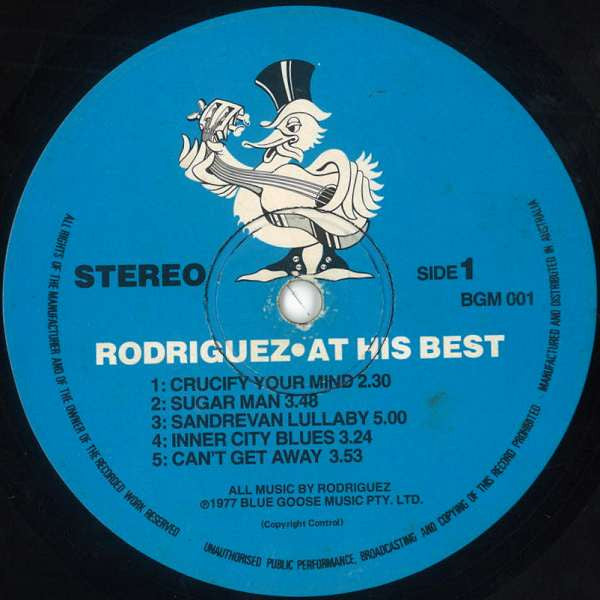 STEREO
SIDE 1
BGM 001
RODRIGUEZ•AT HIS BEST
1: CRUCIFY YOUR MIND 2.30
2: SUGAR MAN 3.48
3: SANDREVAN LULLABY 5.00
4: INNER CITY BLUES 3.24
5: CAN'T GET AWAY 3.53
ALL MUSIC BY RODRIGUEZ
℗1977 BLUE GOOSE MUSIC PTY. LTD.
(Copyright Control)
ALL RIGHTS OF THE MANUFACTURER AND OF THE OWNER OF THE RECORDED WORK RESERVED
UNAUTHORISED PUBLIC PERFORMANCE, BROADCASTING AND COPYING OF THIS RECORD PROHIBITED
MANUFACTURED AND DISTRIBUTED IN AUSTRALIA